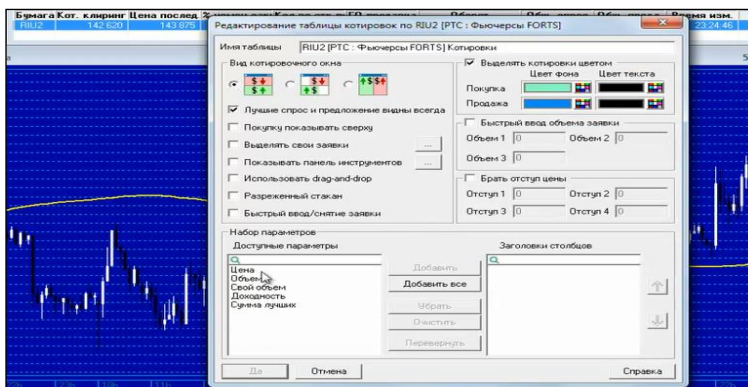 Бумага Кот. клиринг Цена послед.
RIU2 142 620 143 875 23:24:46
Редактирование таблицы котировок по RIU2 [РТС : Фьючерсы FORTS]
Имя таблицы RIU2 [РТС : Фьючерсы FORTS] Котировки
Вид котировочного окна
Лучшие спрос и предложение видны всегда
Покупку показывать сверху
Выделять свои заявки ...
Показывать панель инструментов ...
Использовать drag-and-drop
Разреженный стакан
Быстрый ввод/снятие заявки
Выделять котировки цветом
Цвет фона Цвет текста
Покупка
Продажа
Быстрый ввод объема заявки
Объем 1 0 Объем 2 0
Объем 3 0
Брать отступ цены
Отступ 1 0 Отступ 2 0
Отступ 3 0 Отступ 4 0
Набор параметров
Доступные параметры Заголовки столбцов
Цена
Объем
Свой объем
Доходность
Сумма лучших
Добавить
Добавить все
Убрать
Очистить
Перевернуть
Да Отмена Справка